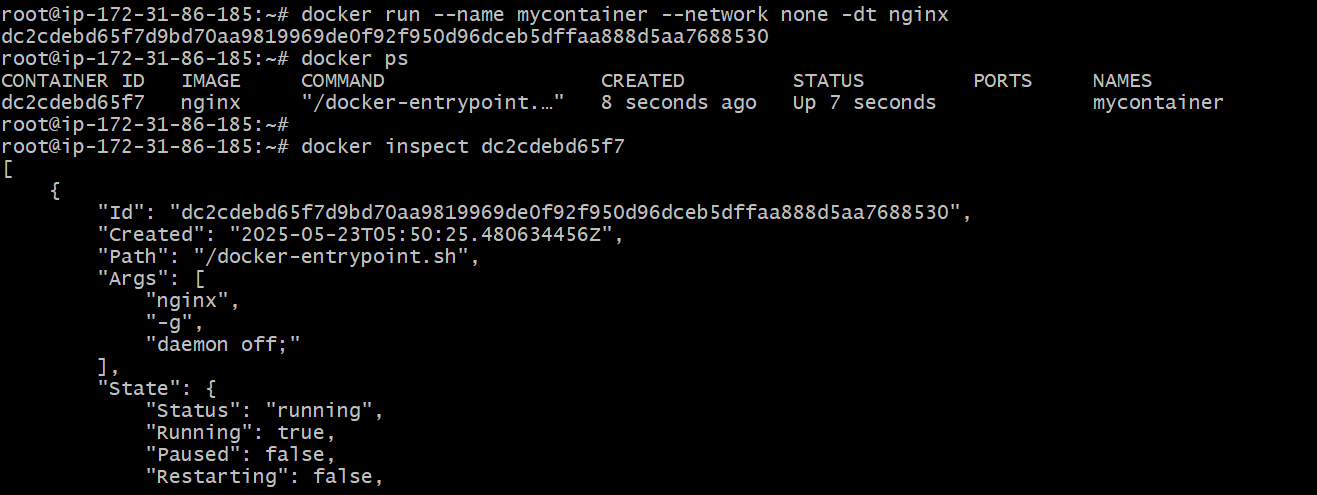 root@ip-172-31-86-185:~# docker run --name mycontainer --network none -dt nginx
dc2cdebd65f7d9bd70aa9819969de0f92f950d96dceb5dffaa888d5aa7688530
root@ip-172-31-86-185:~# docker ps
CONTAINER ID   IMAGE     COMMAND                  CREATED         STATUS         PORTS     NAMES
dc2cdebd65f7   nginx     "/docker-entrypoint.…"   8 seconds ago   Up 7 seconds             mycontainer
root@ip-172-31-86-185:~#
root@ip-172-31-86-185:~# docker inspect dc2cdebd65f7
[
    {
        "Id": "dc2cdebd65f7d9bd70aa9819969de0f92f950d96dceb5dffaa888d5aa7688530",
        "Created": "2025-05-23T05:50:25.480634456Z",
        "Path": "/docker-entrypoint.sh",
        "Args": [
            "nginx",
            "-g",
            "daemon off;"
        ],
        "State": {
            "Status": "running",
            "Running": true,
            "Paused": false,
            "Restarting": false,